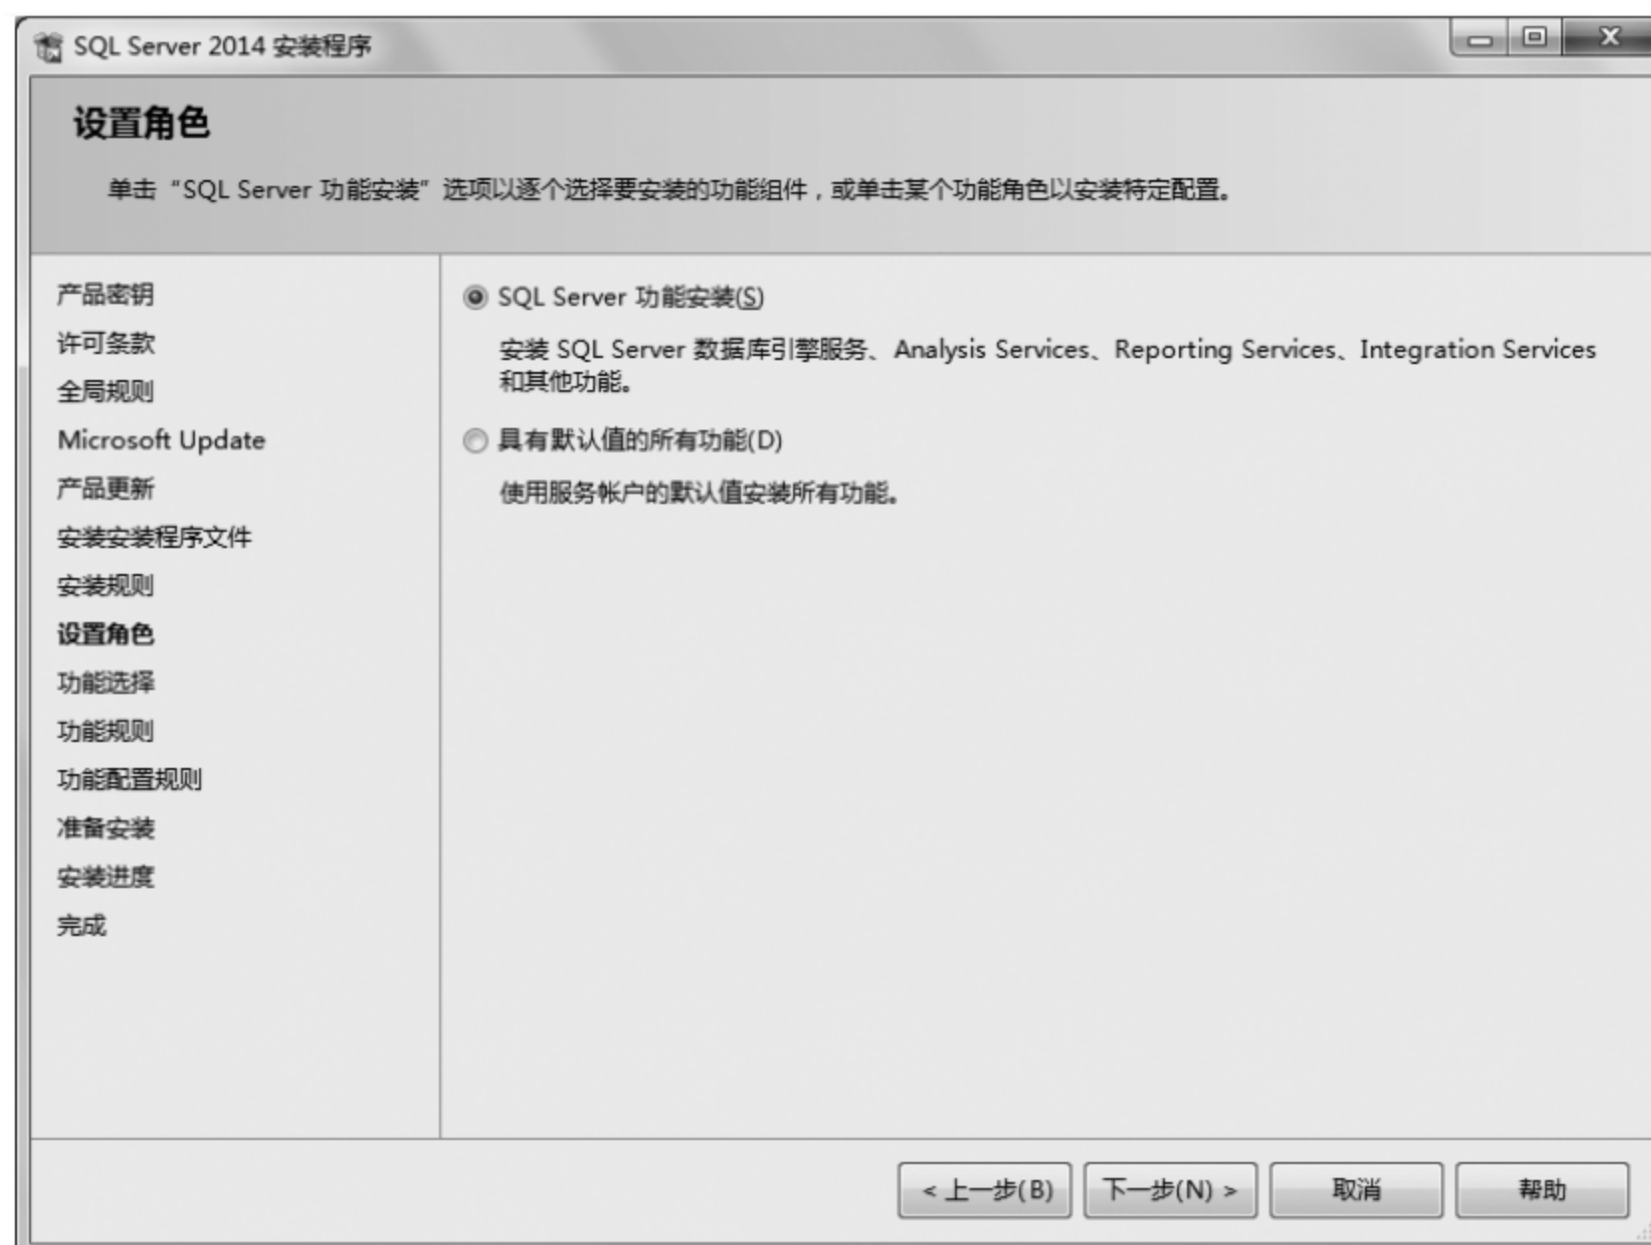 SQL Server 2014 安装程序
设置角色
单击“SQL Server 功能安装”选项以逐个选择要安装的功能组件，或单击某个功能角色以安装特定配置。
产品密钥
许可条款
全局规则
Microsoft Update
产品更新
安装安装程序文件
安装规则
设置角色
功能选择
功能规则
功能配置规则
准备安装
安装进度
完成
SQL Server 功能安装(S)
安装 SQL Server 数据库引擎服务、Analysis Services、Reporting Services、Integration Services
和其他功能。
具有默认值的所有功能(D)
使用服务帐户的默认值安装所有功能。
< 上一步(B)
下一步(N) >
取消
帮助